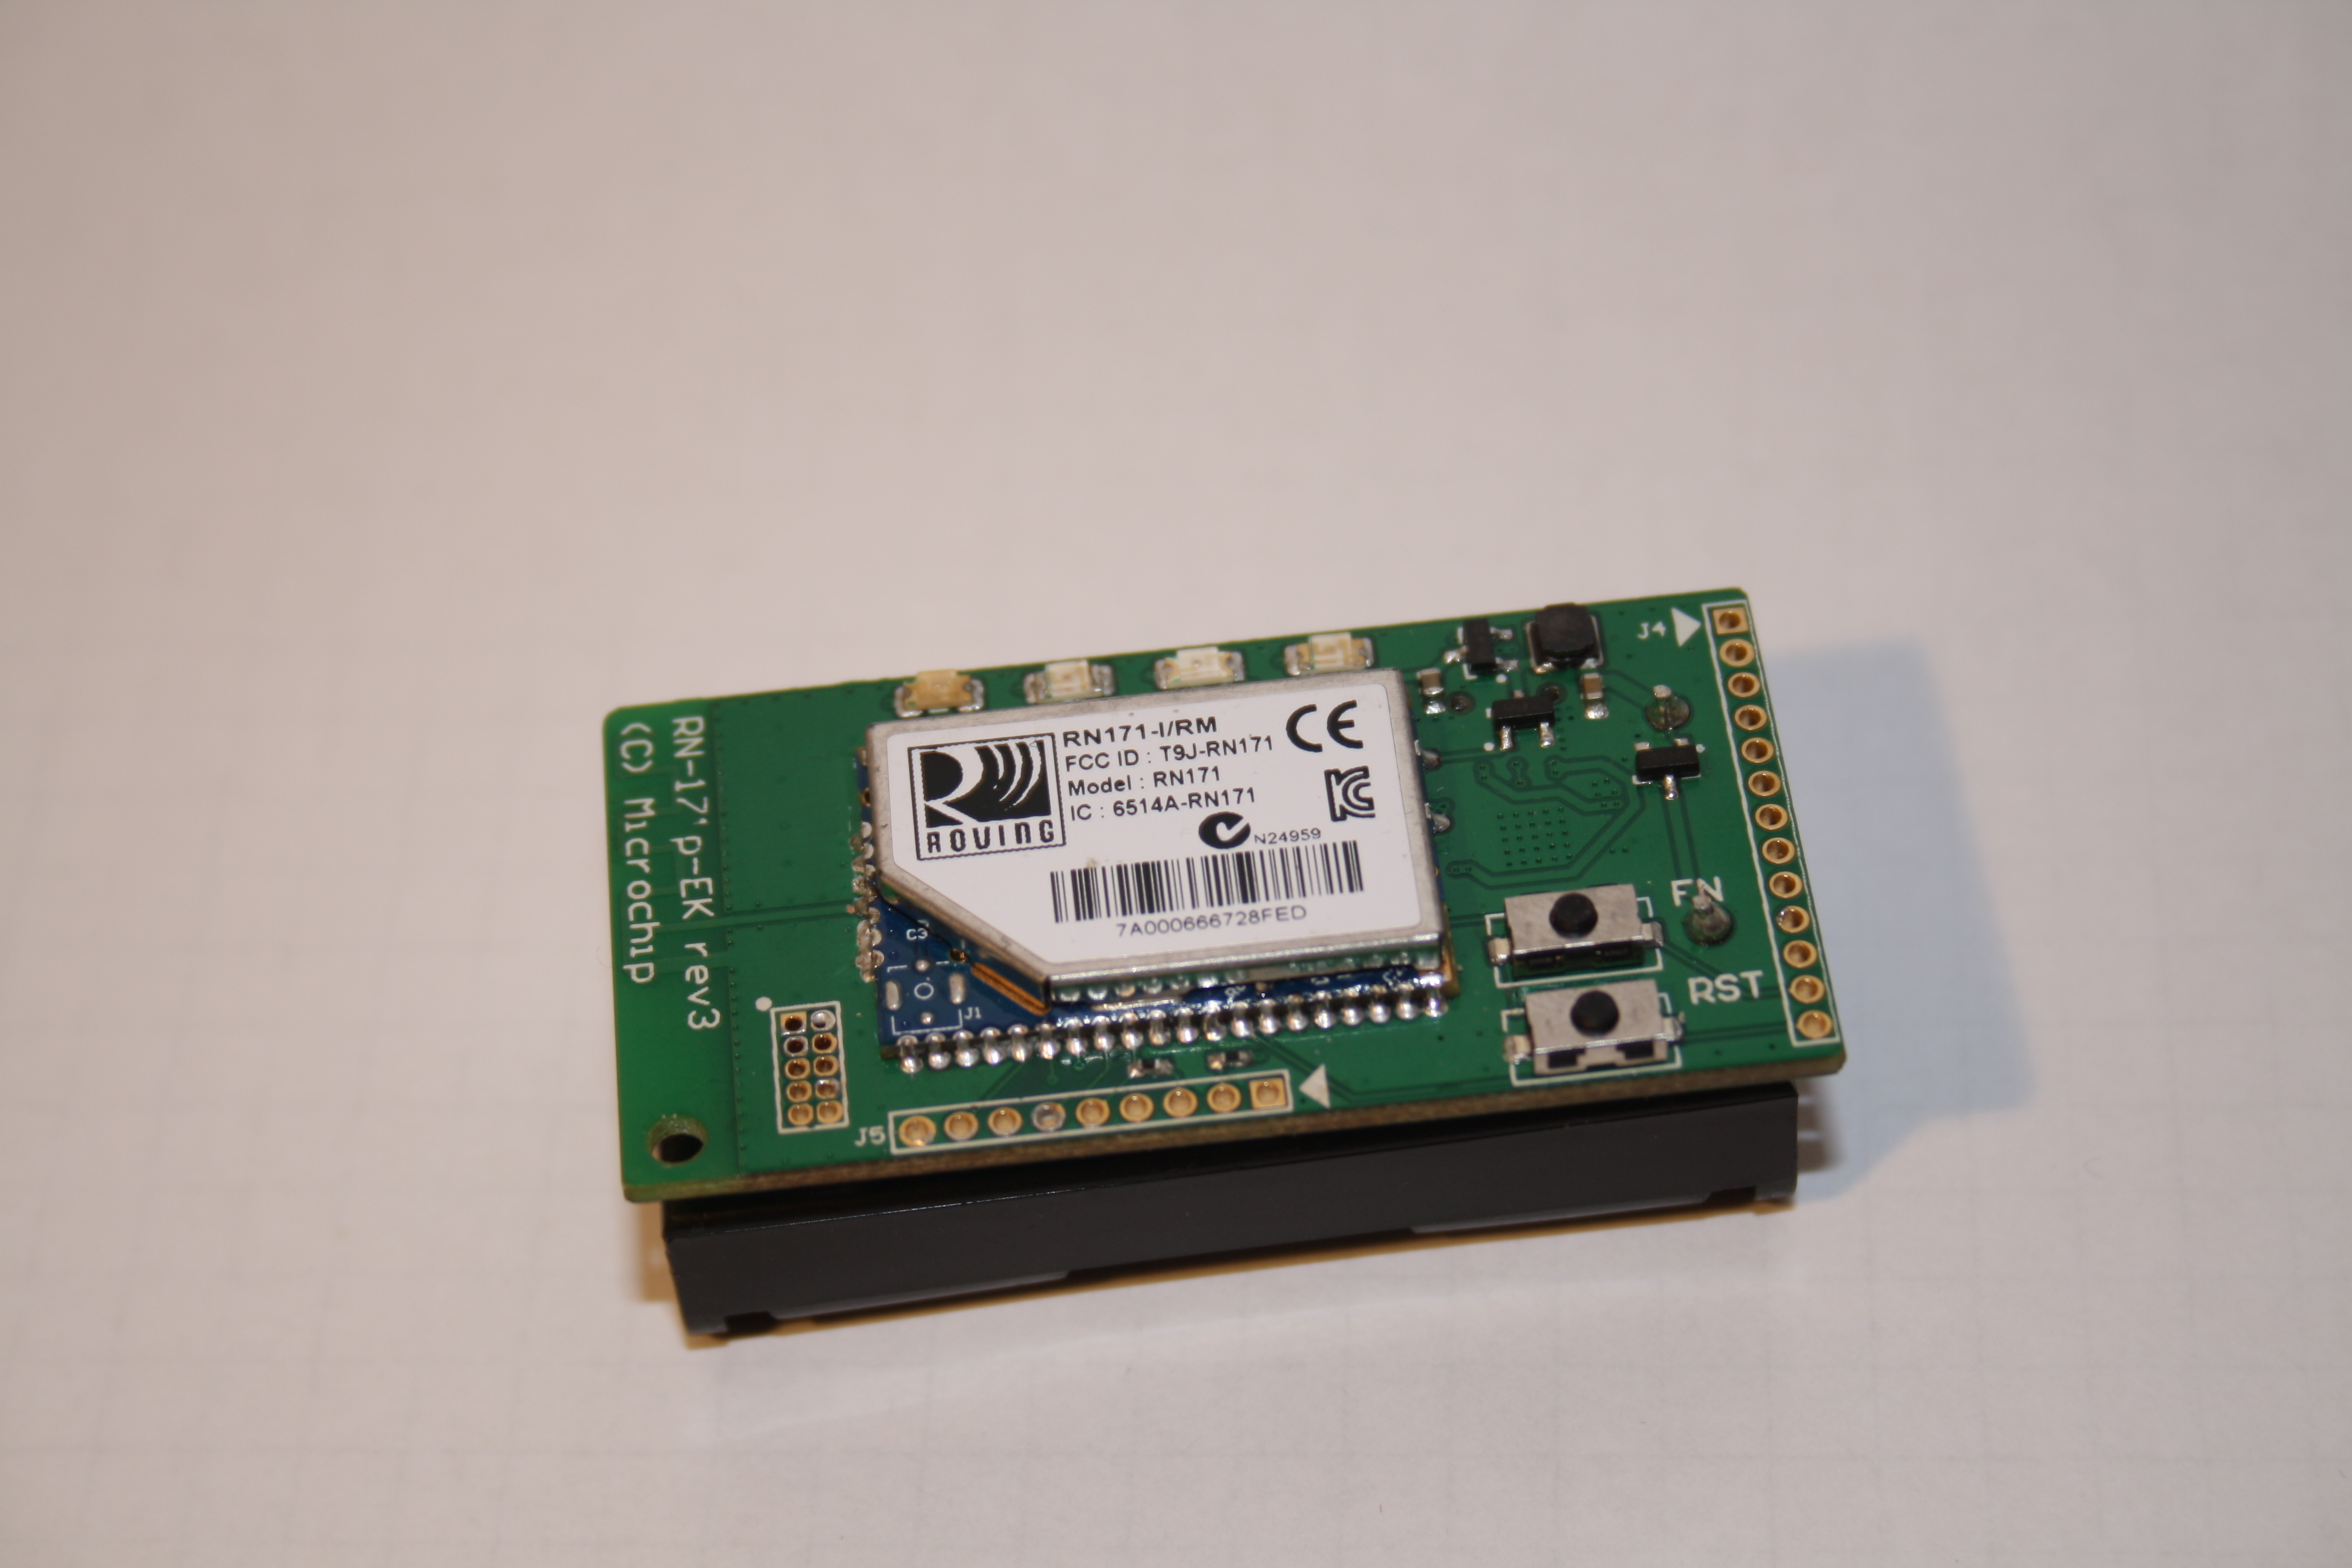 RN171-I/RM
FCC ID : T9J-RN171
Model : RN171
IC : 6514A-RN171
N24959
CE
ROVING
7A000666728FED
C3
J1
J4
J5
FN
RST
RN-171p-EK rev3
(C) Microchip